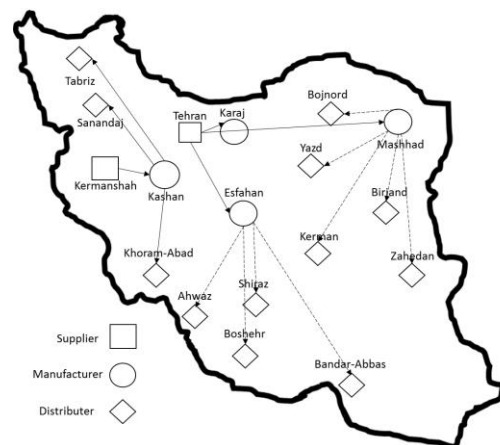 Tabriz
Sanandaj
Kermanshah
Kashan
Khoram-Abad
Tehran
Karaj
Bojnord
Mashhad
Yazd
Esfahan
Birjand
Kerman
Zahedan
Ahwaz
Shiraz
Boshehr
Bandar-Abbas
Supplier
Manufacturer
Distributer